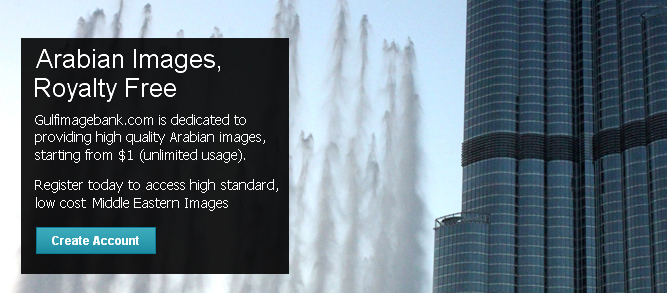 Arabian Images,
Royalty Free
Gulfimagebank.com is dedicated to
providing high quality Arabian images,
starting from $1 (unlimited usage).
Register today to access high standard,
low cost Middle Eastern Images
Create Account